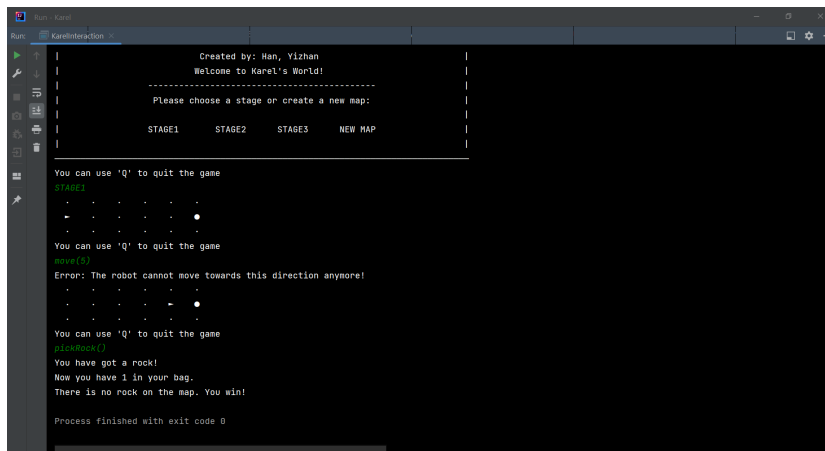 Run - Karel
Run: KarelInteraction
Created by: Han, Yizhan
Welcome to Karel's World!
Please choose a stage or create a new map:
STAGE1 STAGE2 STAGE3 NEW MAP
You can use 'Q' to quit the game
STAGE1
You can use 'Q' to quit the game
move(5)
Error: The robot cannot move towards this direction anymore!
You can use 'Q' to quit the game
pickRock()
You have got a rock!
Now you have 1 in your bag.
There is no rock on the map. You win!
Process finished with exit code 0